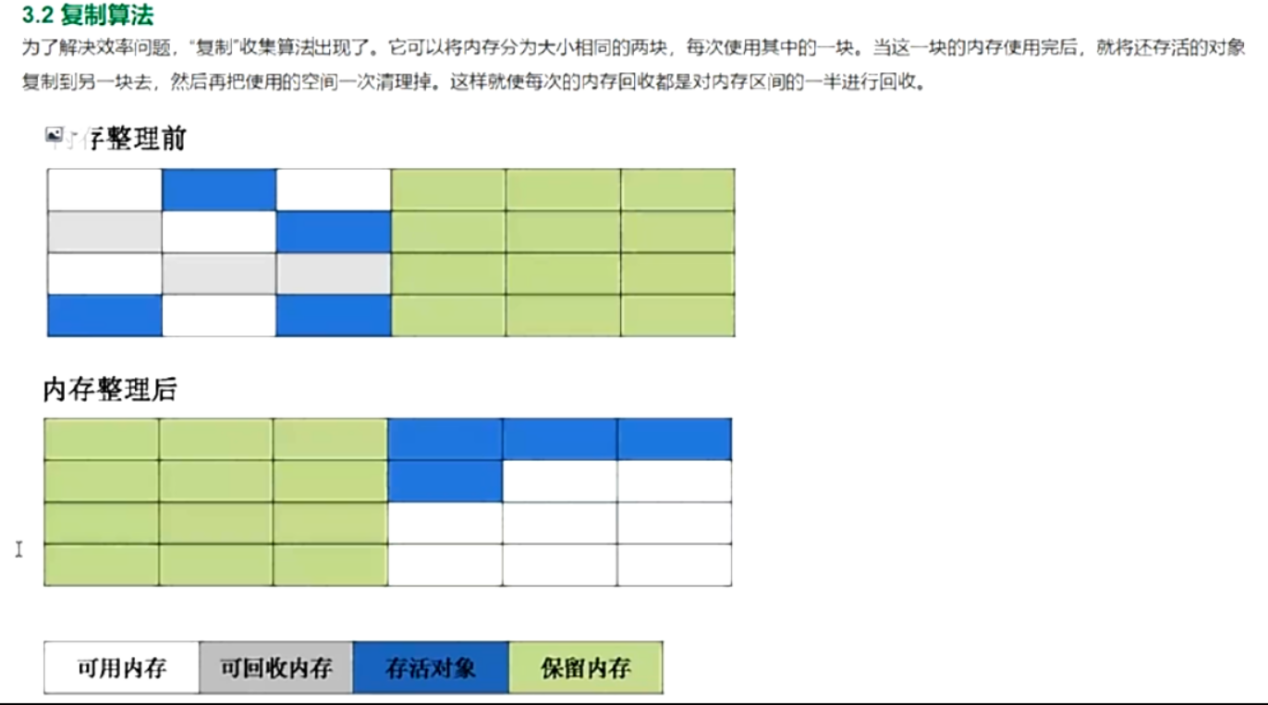 3.2 复制算法
为了解决效率问题，“复制”收集算法出现了。它可以将内存分为大小相同的两块，每次使用其中的一块。当这一块的内存使用完后，就将还存活的对象
复制到另一块去，然后再把使用的空间一次清理掉。这样就使每次的内存回收都是对内存区间的一半进行回收。
内存整理前
内存整理后
可用内存 可回收内存 存活对象 保留内存